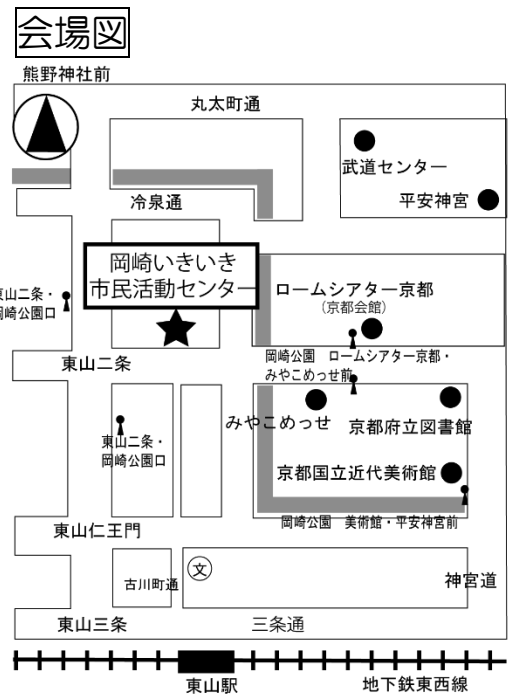 会場図
熊野神社前
丸太町通
武道センター
冷泉通
平安神宮
岡崎いきいき
市民活動センター
ロームシアター京都
(京都会館)
東山二条・
岡崎公園口
岡崎公園 ロームシアター京都・
みやこめっせ前
東山二条
みやこめっせ
京都府立図書館
東山二条・
岡崎公園口
京都国立近代美術館
岡崎公園 美術館・平安神宮前
東山仁王門
文
古川町通
神宮道
東山三条
三条通
東山駅
地下鉄東西線